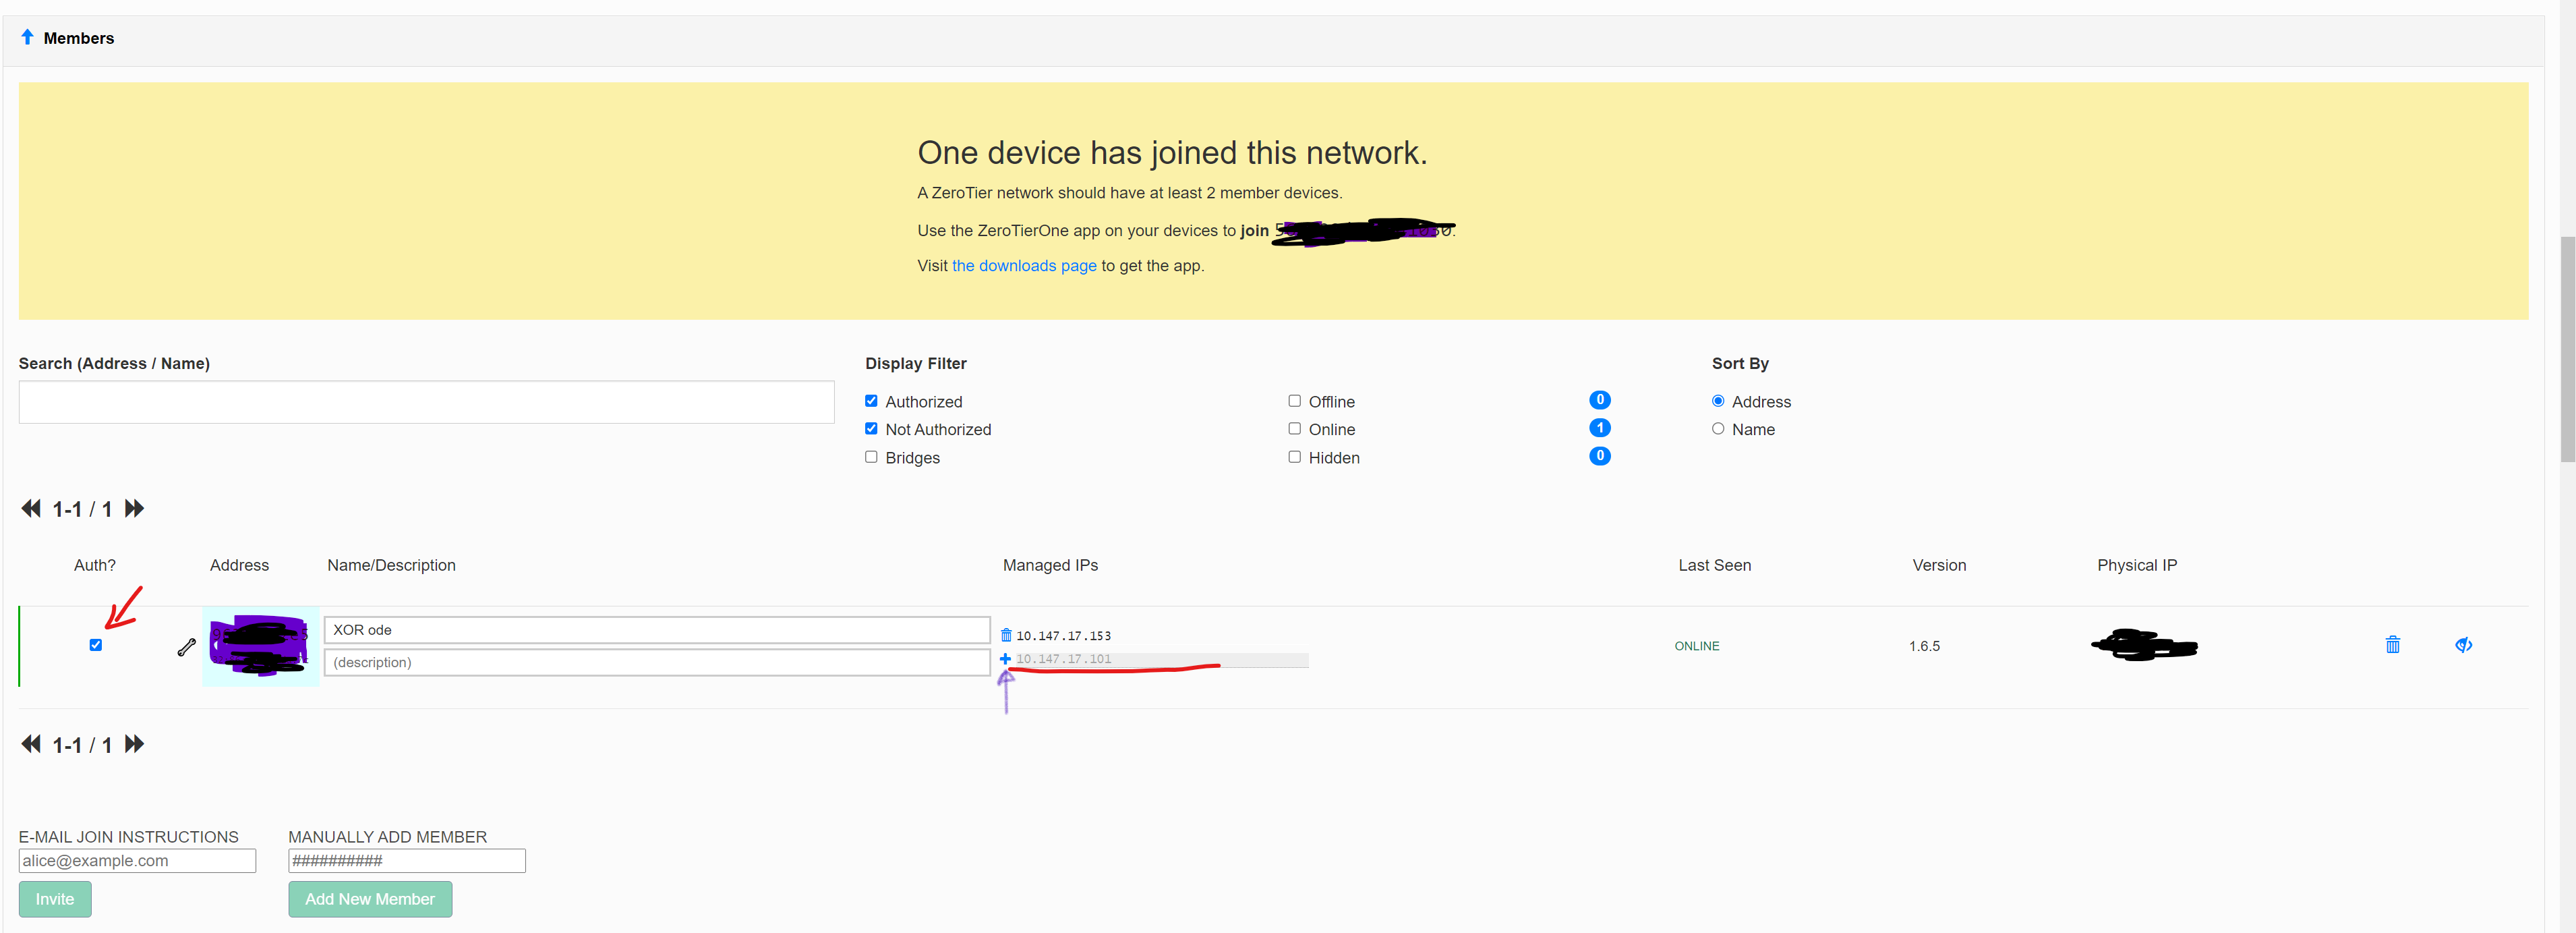 Members
One device has joined this network.
A ZeroTier network should have at least 2 member devices.
Use the ZeroTierOne app on your devices to join
Visit the downloads page to get the app.
Search (Address / Name)
Display Filter
Sort By
Authorized
Offline
0
Address
Not Authorized
Online
1
Name
Bridges
Hidden
0
1-1 / 1
Auth?
Address
Name/Description
Managed IPs
Last Seen
Version
Physical IP
XOR ode
10.147.17.153
(description)
10.147.17.101
ONLINE
1.6.5
1-1 / 1
E-MAIL JOIN INSTRUCTIONS
MANUALLY ADD MEMBER
alice@example.com
##########
Invite
Add New Member